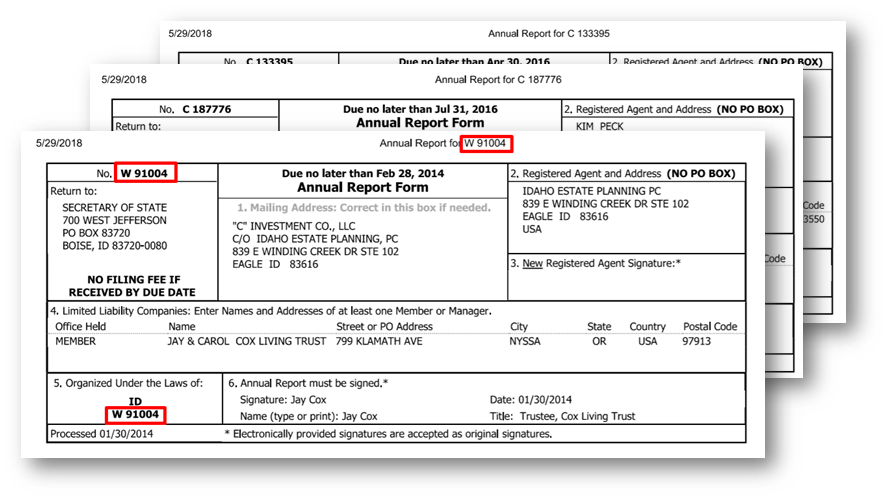 5/29/2018 Annual Report for C 133395
No. C 133395 Due no later than Apr 30, 2016 2. Registered Agent and Address (NO PO BOX)
5/29/2018 Annual Report for C 187776
No. C 187776 Due no later than Jul 31, 2016 2. Registered Agent and Address (NO PO BOX)
Return to: Annual Report Form KIM PECK
5/29/2018 Annual Report for W 91004
No. W 91004 Due no later than Feb 28, 2014 2. Registered Agent and Address (NO PO BOX)
Annual Report Form
Return to:
SECRETARY OF STATE
700 WEST JEFFERSON
PO BOX 83720
BOISE, ID 83720-0080
NO FILING FEE IF
RECEIVED BY DUE DATE
1. Mailing Address: Correct in this box if needed.
"C" INVESTMENT CO., LLC
C/O IDAHO ESTATE PLANNING, PC
839 E WINDING CREEK DR STE 102
EAGLE ID 83616
IDAHO ESTATE PLANNING PC
839 E WINDING CREEK DR STE 102
EAGLE ID 83616
USA
3. New Registered Agent Signature:*
Code
3550
Code
4. Limited Liability Companies: Enter Names and Addresses of at least one Member or Manager.
Office Held Name Street or PO Address City State Country Postal Code
MEMBER JAY & CAROL COX LIVING TRUST 799 KLAMATH AVE NYSSA OR USA 97913
5. Organized Under the Laws of:
ID
W 91004
6. Annual Report must be signed.*
Signature: Jay Cox Date: 01/30/2014
Name (type or print): Jay Cox Title: Trustee, Cox Living Trust
Processed 01/30/2014 * Electronically provided signatures are accepted as original signatures.